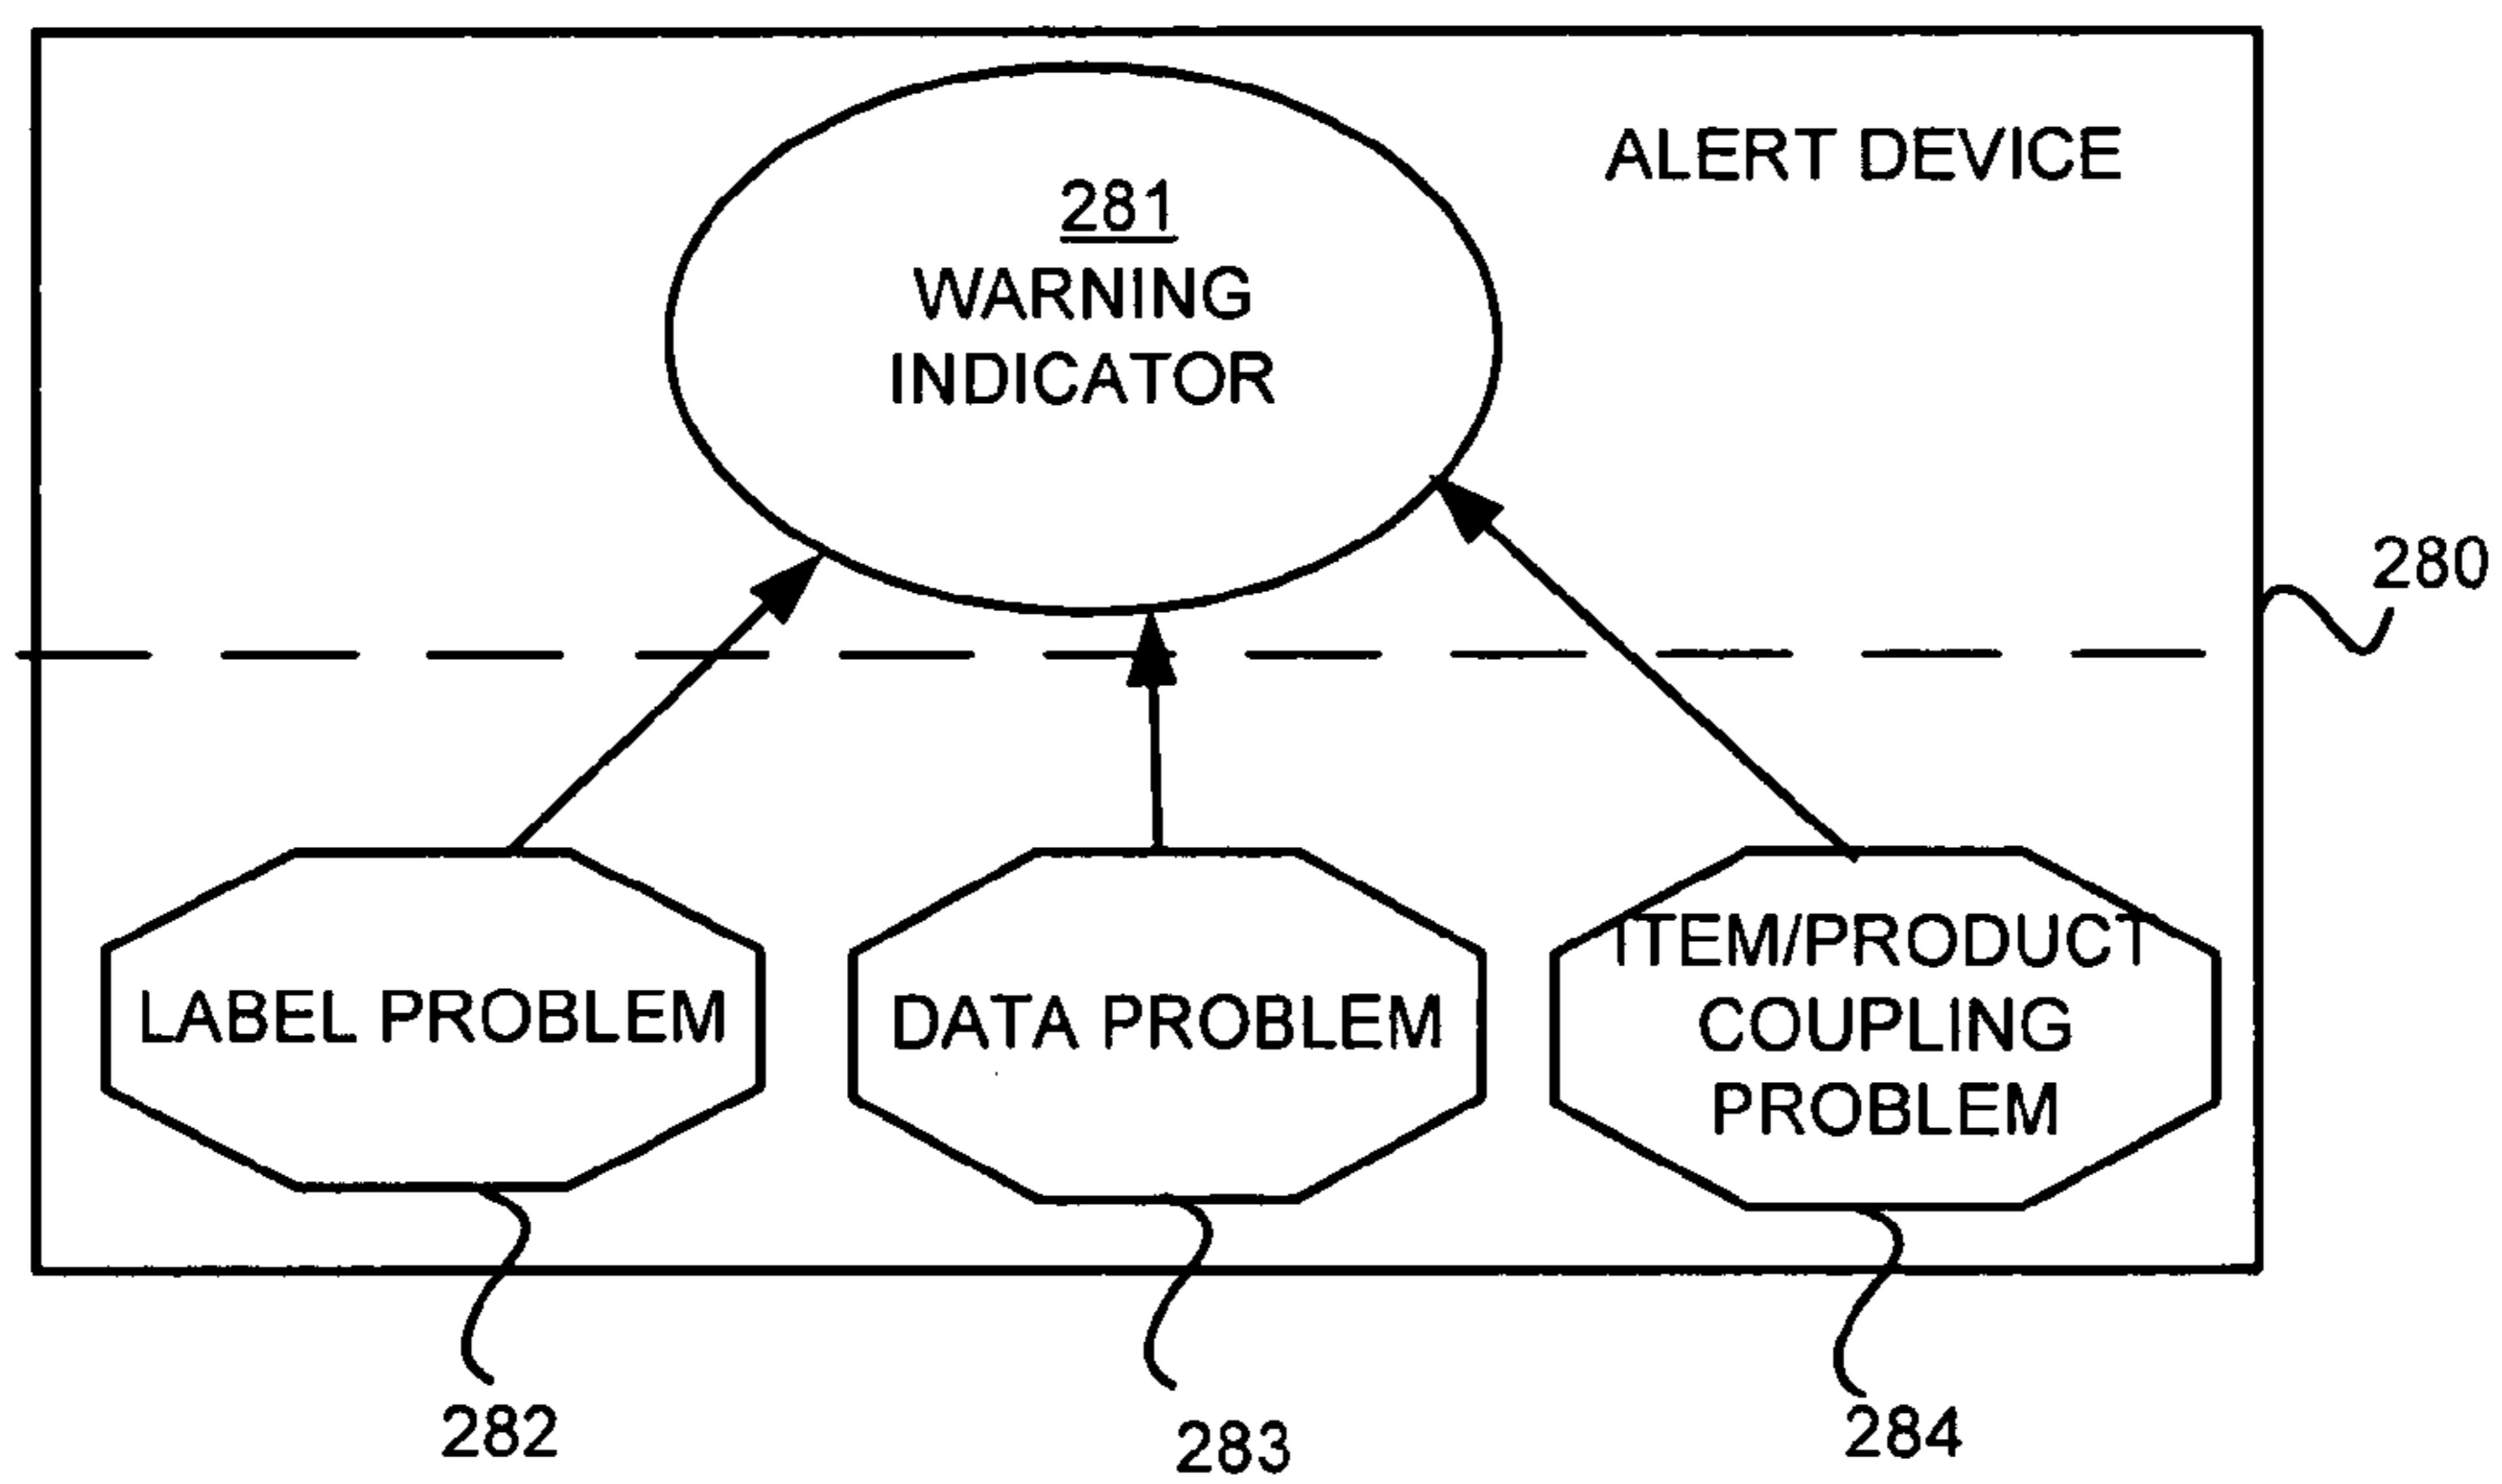 ALERT DEVICE
281
WARNING
INDICATOR
280
LABEL PROBLEM
DATA PROBLEM
ITEM/PRODUCT
COUPLING
PROBLEM
282
283
284